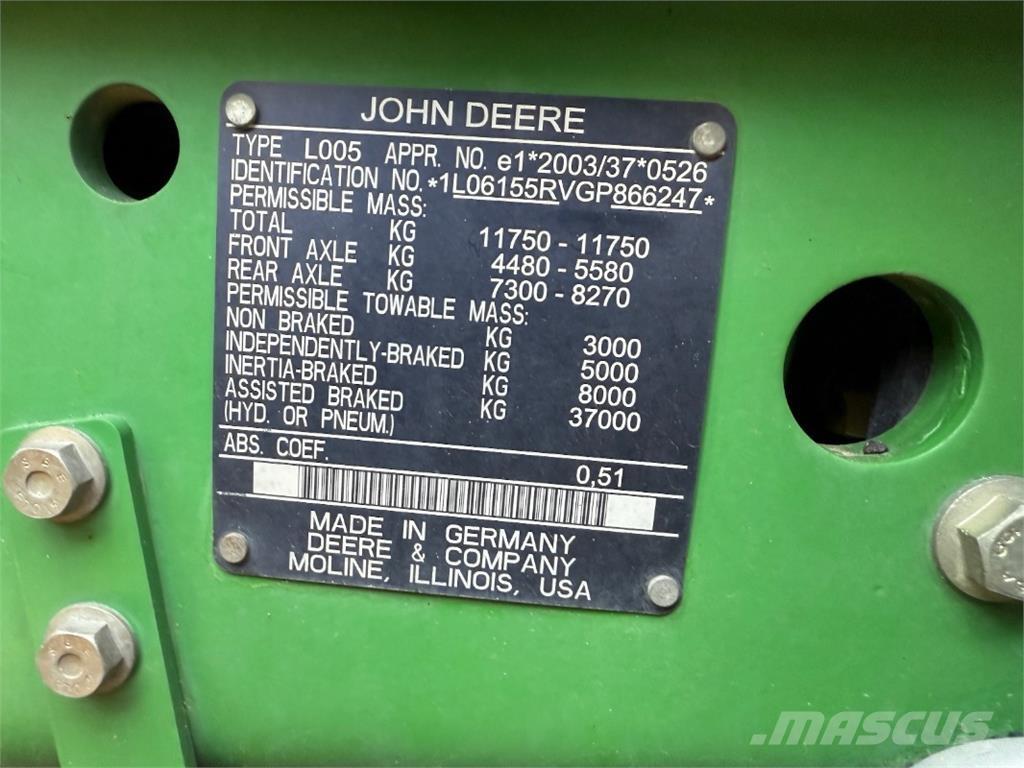 JOHN DEERE
TYPE L005 APPR. NO. e1*2003/37*0526
IDENTIFICATION NO. *1L06155RVGP866247*
PERMISSIBLE MASS:
TOTAL KG 11750 - 11750
FRONT AXLE KG 4480 - 5580
REAR AXLE KG 7300 - 8270
PERMISSIBLE TOWABLE MASS:
NON BRAKED KG 3000
INDEPENDENTLY-BRAKED KG 5000
INERTIA-BRAKED KG 8000
ASSISTED BRAKED KG 37000
(HYD. OR PNEUM.)
ABS. COEF. 0,51
MADE IN GERMANY
DEERE & COMPANY
MOLINE, ILLINOIS, USA
MASCUS